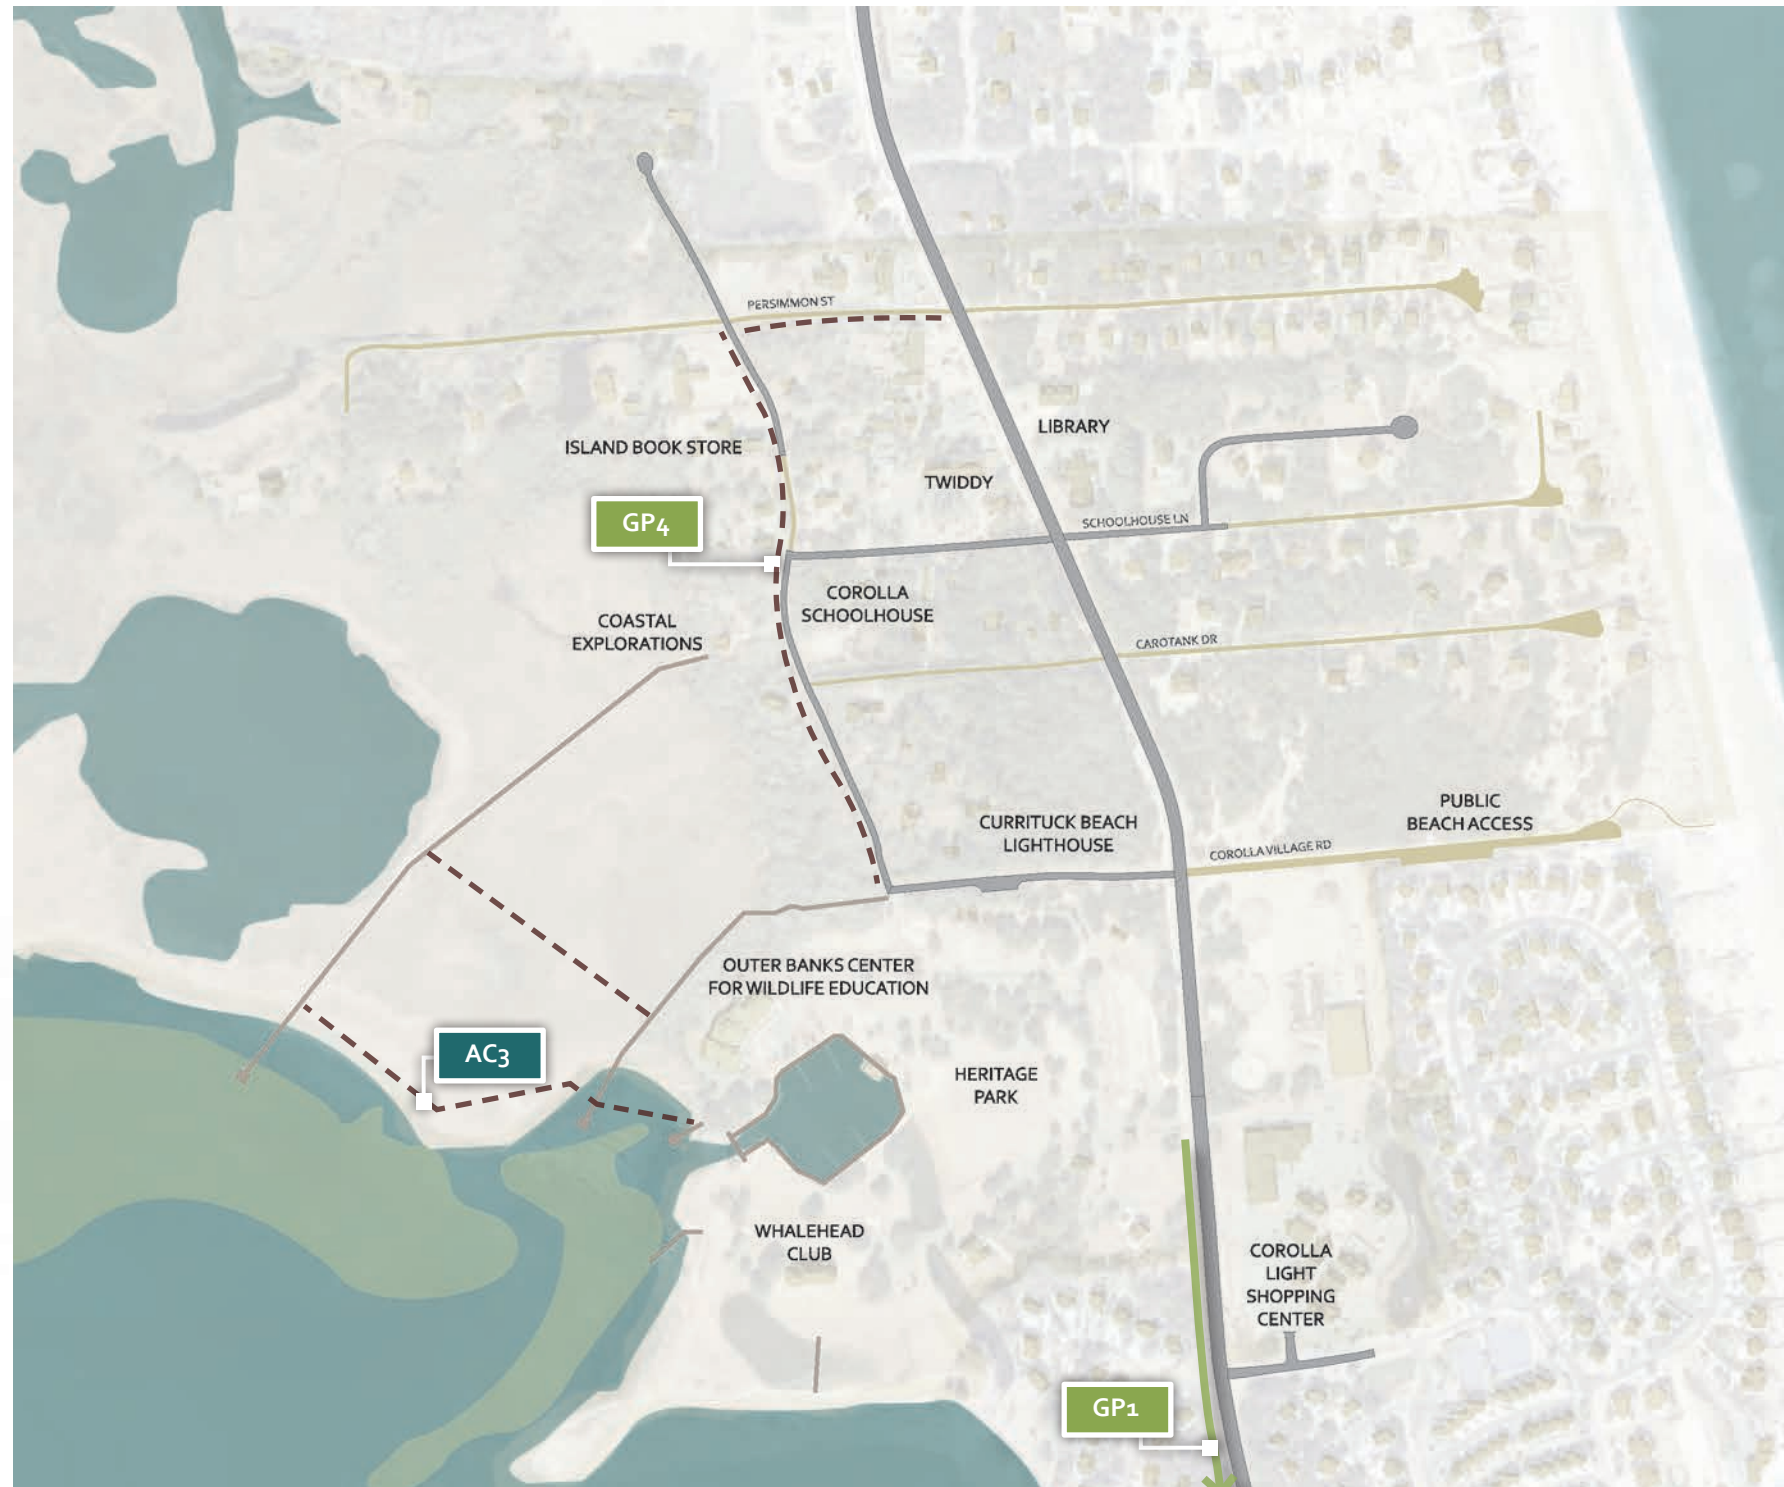 PERSIMMON ST
LIBRARY
ISLAND BOOK STORE
TWIDDY
GP4
SCHOOLHOUSE LN
COROLLA
SCHOOLHOUSE
COASTAL
EXPLORATIONS
CAROTANK DR
PUBLIC
BEACH ACCESS
CURRITUCK BEACH
LIGHTHOUSE
COROLLA VILLAGE RD
OUTER BANKS CENTER
FOR WILDLIFE EDUCATION
AC3
HERITAGE
PARK
WHALEHEAD
CLUB
COROLLA
LIGHT
SHOPPING
CENTER
GP1